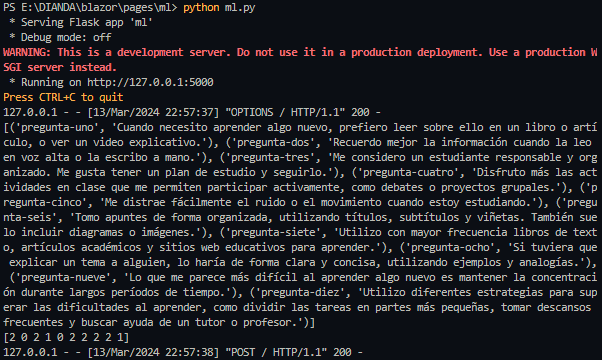 PS E:\DIANDA\blazor\pages\ml> python ml.py
 * Serving Flask app 'ml'
 * Debug mode: off
WARNING: This is a development server. Do not use it in a production deployment. Use a production W
SGI server instead.
 * Running on http://127.0.0.1:5000
Press CTRL+C to quit
127.0.0.1 - - [13/Mar/2024 22:57:37] "OPTIONS / HTTP/1.1" 200 -
[('pregunta-uno', 'Cuando necesito aprender algo nuevo, prefiero leer sobre ello en un libro o artí
culo, o ver un video explicativo.'), ('pregunta-dos', 'Recuerdo mejor la información cuando la leo 
en voz alta o la escribo a mano.'), ('pregunta-tres', 'Me considero un estudiante responsable y org
anizado. Me gusta tener un plan de estudio y seguirlo.'), ('pregunta-cuatro', 'Disfruto más las act
ividades en clase que me permiten participar activamente, como debates o proyectos grupales.'), ('p
regunta-cinco', 'Me distrae fácilmente el ruido o el movimiento cuando estoy estudiando.'), ('pregu
nta-seis', 'Tomo apuntes de forma organizada, utilizando títulos, subtítulos y viñetas. También sue
lo incluir diagramas o imágenes.'), ('pregunta-siete', 'Utilizo con mayor frecuencia libros de text
o, artículos académicos y sitios web educativos para aprender.'), ('pregunta-ocho', 'Si tuviera que
 explicar un tema a alguien, lo haría de forma clara y concisa, utilizando ejemplos y analogías.'),
 ('pregunta-nueve', 'Lo que me parece más difícil al aprender algo nuevo es mantener la concentraci
ón durante largos períodos de tiempo.'), ('pregunta-diez', 'Utilizo diferentes estrategias para sup
erar las dificultades al aprender, como dividir las tareas en partes más pequeñas, tomar descansos 
frecuentes y buscar ayuda de un tutor o profesor.')]
[2 0 2 1 0 2 2 2 2 1]
127.0.0.1 - - [13/Mar/2024 22:57:38] "POST / HTTP/1.1" 200 -